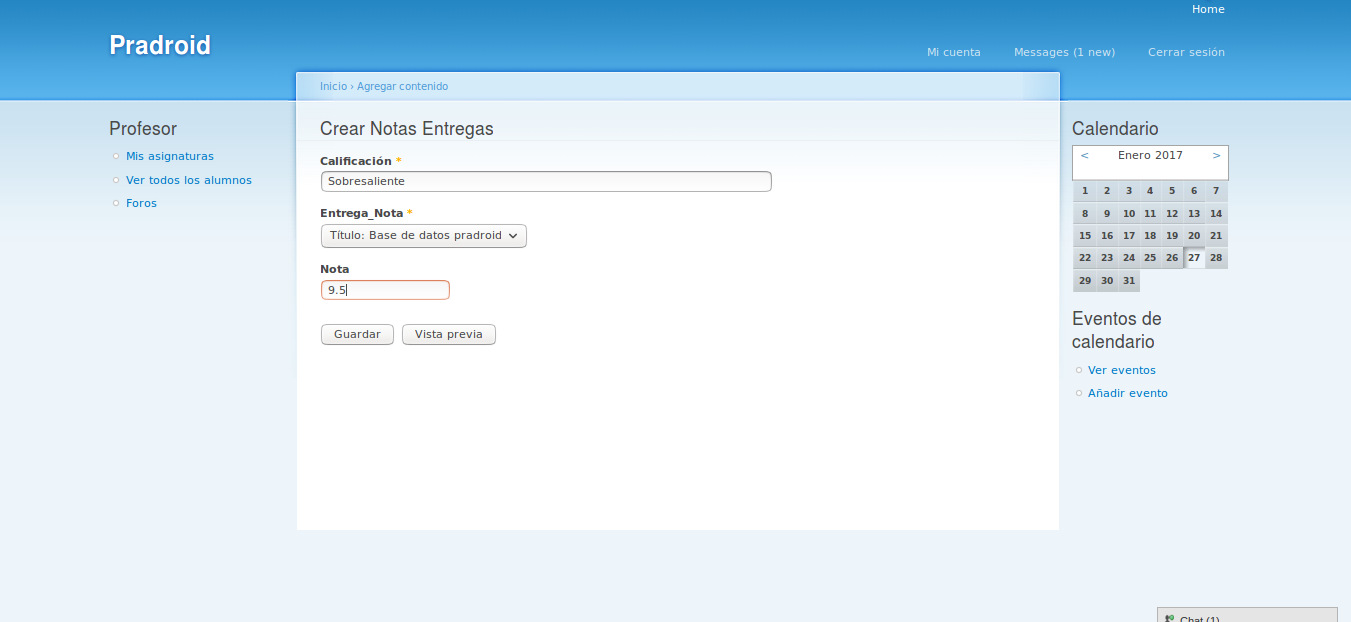 Home
Pradroid
Mi cuenta Messages (1 new) Cerrar sesión
Inicio › Agregar contenido
Profesor
Mis asignaturas
Ver todos los alumnos
Foros
Crear Notas Entregas
Calificación *
Sobresaliente
Entrega_Nota *
Título: Base de datos pradroid
Nota
9.5
Guardar Vista previa
Calendario
< Enero 2017 >
1 2 3 4 5 6 7
8 9 10 11 12 13 14
15 16 17 18 19 20 21
22 23 24 25 26 27 28
29 30 31
Eventos de
calendario
Ver eventos
Añadir evento
Chat (1)